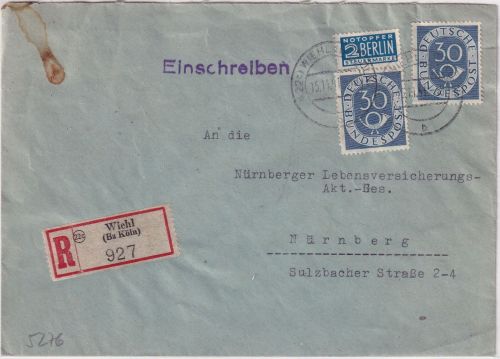 Einschreiben
NOTOPFER
2 BERLIN
STEUERMARKE
DEUTSCHE
BUNDESPOST
30
DEUTSCHE
BUNDESPOST
30
An die
Nürnberger Lebensversicherungs-
Akt.-Ges.
Nürnberg
Sulzbacher Straße 2-4
R
(22c)
Wiehl
(Bz Köln)
927
b
5276